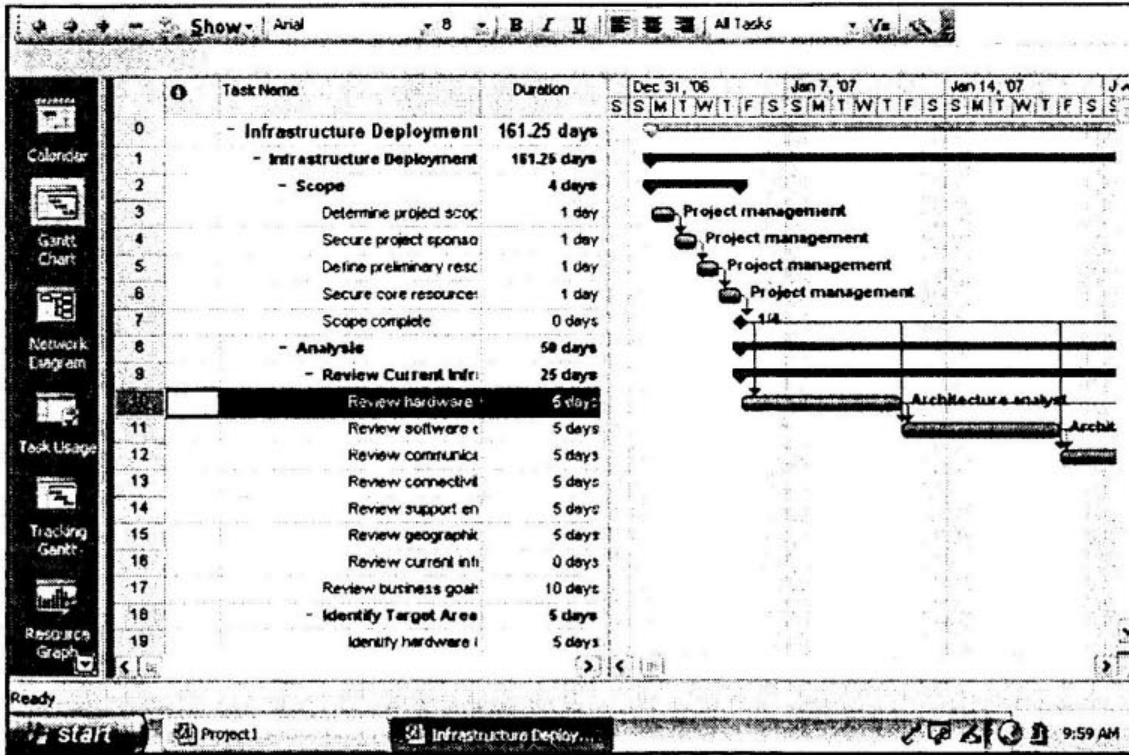 Show Arial 8 B I U All Tasks
Task Name Duration Dec 31, '06 Jan 7, '07 Jan 14, '07 J
S S M T W T F S S M T W T F S S M T W T F S S
0 - Infrastructure Deployment 161.25 days
1 - Infrastructure Deployment 161.25 days
2 - Scope 4 days
3 Determine project scop 1 day Project management
4 Secure project sponso 1 day Project management
5 Define preliminary resc 1 day Project management
6 Secure core resources 1 day Project management
7 Scope complete 0 days 1/4
8 - Analysis 50 days
9 - Review Current Infr 25 days
10 Review hardware 5 days Architecture analyst
11 Review software e 5 days Archit
12 Review communica 5 days
13 Review connectivit 5 days
14 Review support en 5 days
15 Review geographic 5 days
16 Review current infr 0 days
17 Review business goals 10 days
18 - Identify Target Area 5 days
19 Identify hardware 5 days
Calendar
Gantt
Chart
Network
Diagram
Task Usage
Tracking
Gantt
Resource
Graph
Ready
start Project1 Infrastructure Deploy... 9:59 AM